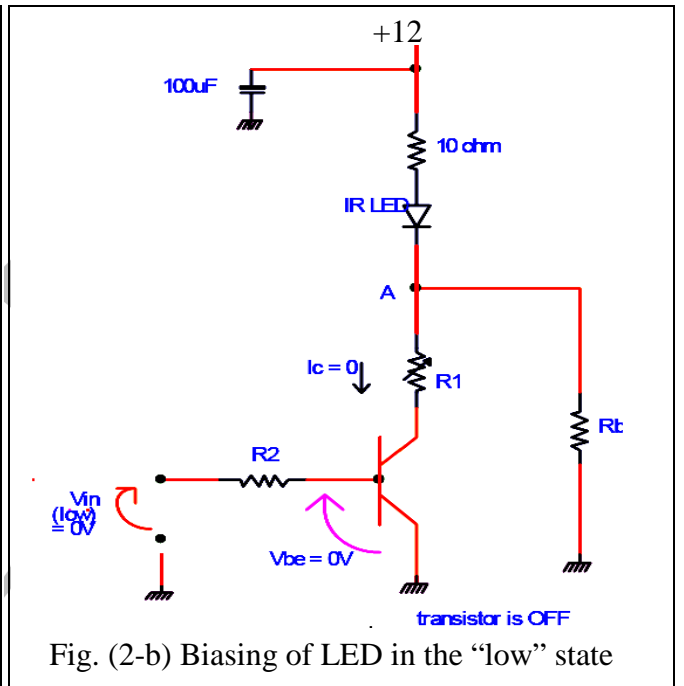 +12
100uF
10 ohm
IR LED
A
Ic = 0
R1
R2
Rb
Vin
(low)
= 0V
Vbe = 0V
transistor is OFF
Fig. (2-b) Biasing of LED in the “low” state